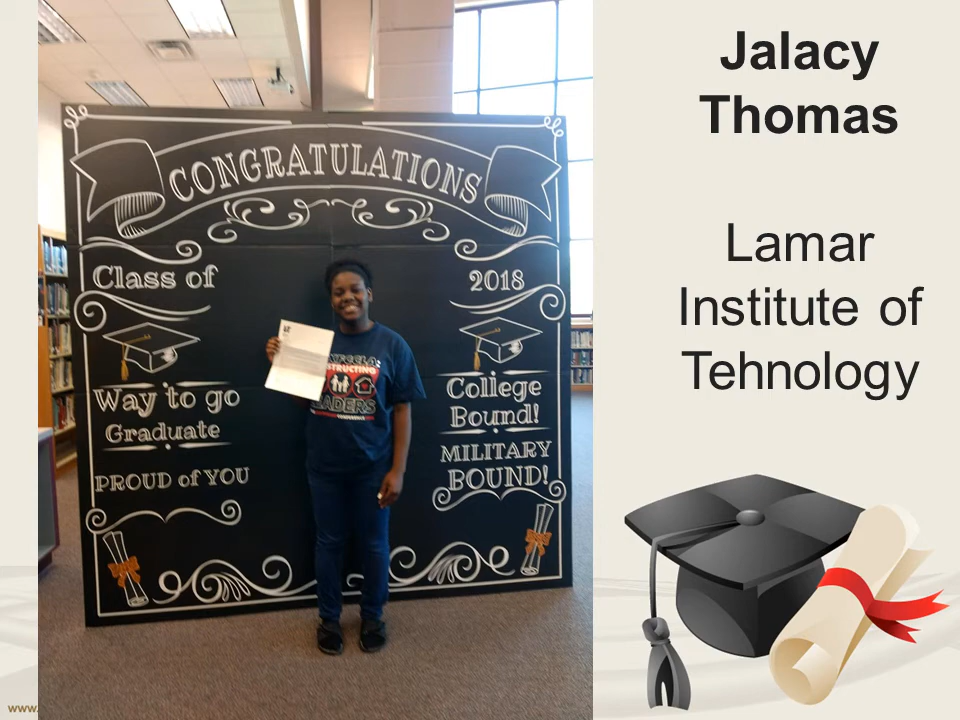 Jalacy
Thomas
Lamar
Institute of
Tehnology
CONGRATULATIONS
Class of
2018
Way to go
Graduate
PROUD of YOU
College
Bound!
MILITARY
BOUND!
www.